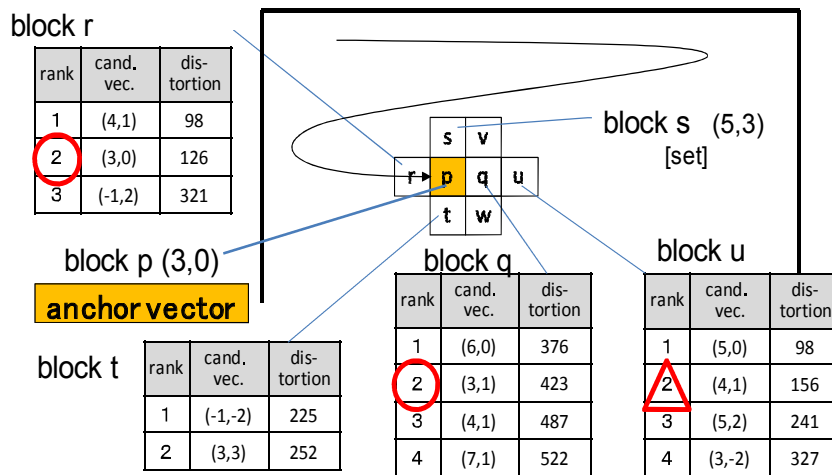 block r
rank cand. vec. dis- tortion
1 (4,1) 98
2 (3,0) 126
3 (-1,2) 321
s v
r p q u
t w
block s (5,3)
[set]
block p (3,0)
anchor vector
block t
rank cand. vec. dis- tortion
1 (-1,-2) 225
2 (3,3) 252
block q
rank cand. vec. dis- tortion
1 (6,0) 376
2 (3,1) 423
3 (4,1) 487
4 (7,1) 522
block u
rank cand. vec. dis- tortion
1 (5,0) 98
2 (4,1) 156
3 (5,2) 241
4 (3,-2) 327